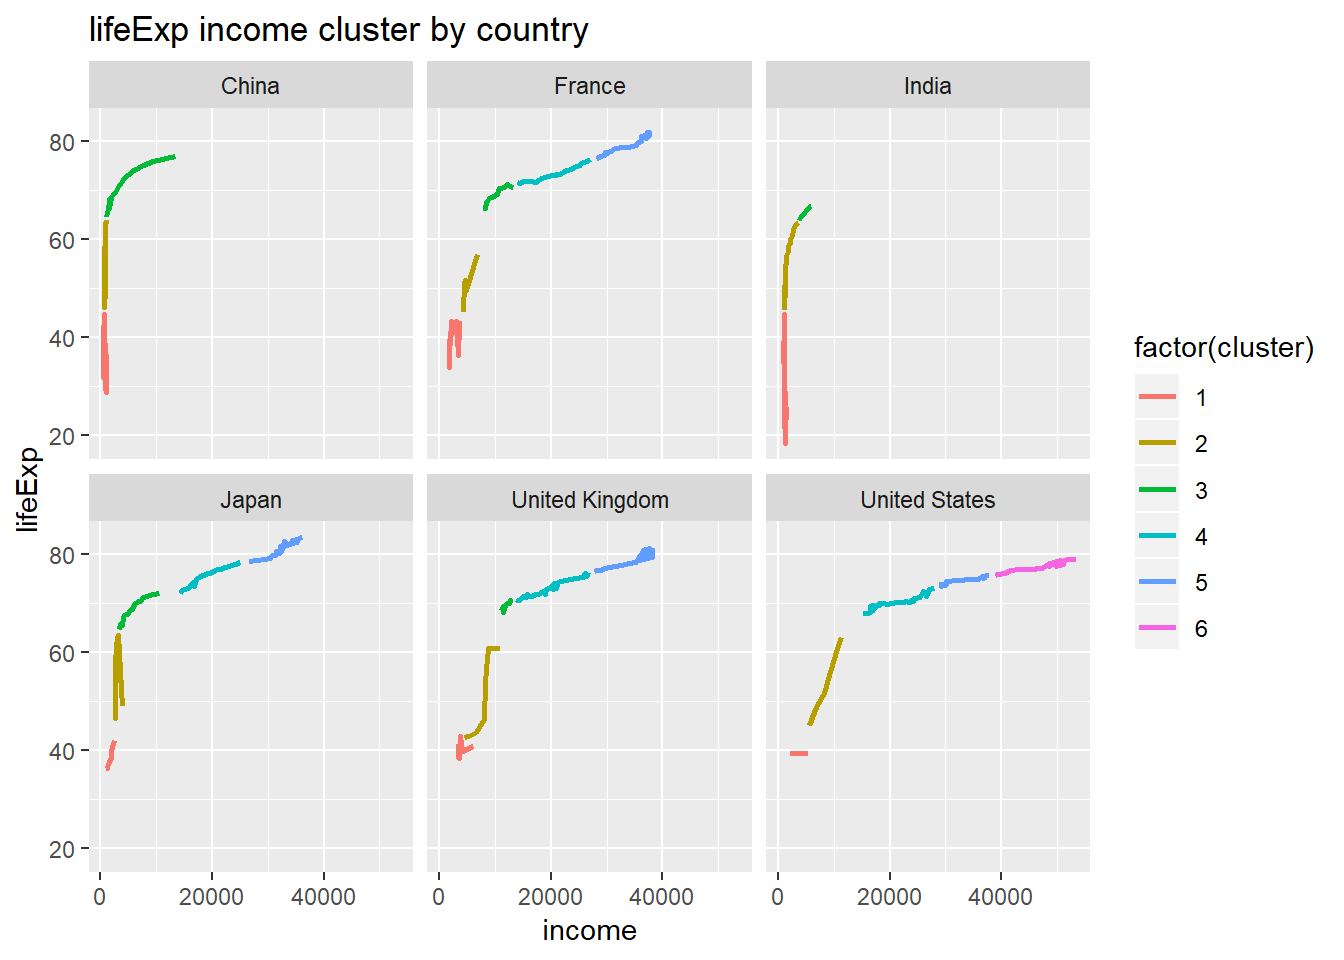 lifeExp income cluster by country
China France India
80
60
40
20
Japan United Kingdom United States
80
60
40
20
lifeExp
0 20000 40000 0 20000 40000 0 20000 40000
income
factor(cluster)
1
2
3
4
5
6